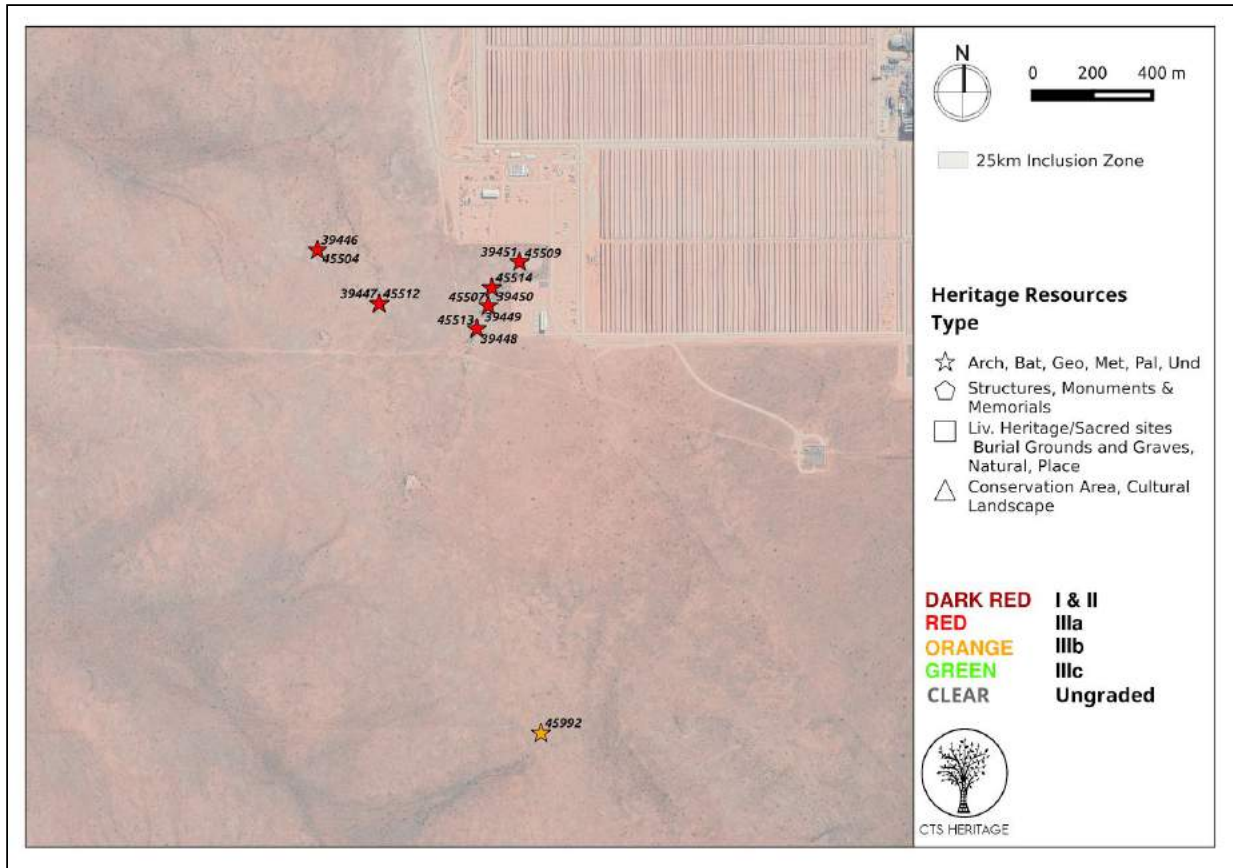 N
0 200 400 m
25km Inclusion Zone
39446
45504
39451 45509
45514
39447 45512
45507 39450
39449
45513
39448
45992
Heritage Resources
Type
Arch, Bat, Geo, Met, Pal, Und
Structures, Monuments &
Memorials
Liv. Heritage/Sacred sites
Burial Grounds and Graves,
Natural, Place
Conservation Area, Cultural
Landscape
DARK RED I & II
RED IIIa
ORANGE IIIb
GREEN IIIc
CLEAR Ungraded
CTS HERITAGE